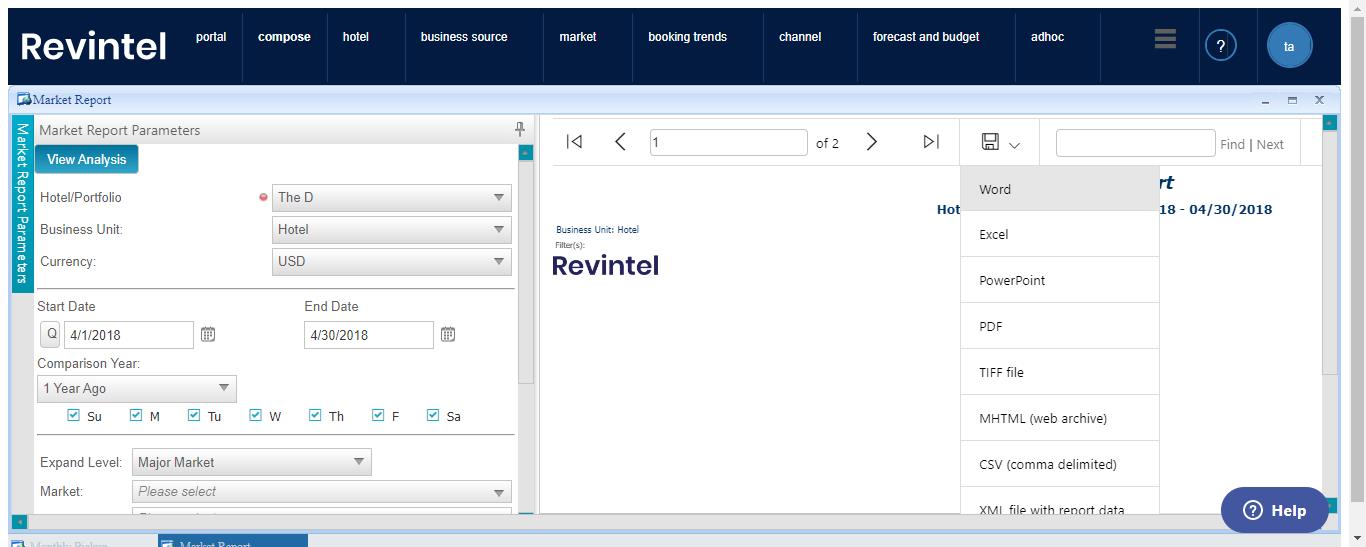 Revintel
portal
compose
hotel
business source
market
booking trends
channel
forecast and budget
adhoc
?
ta
Market Report
Market Report Parameters
Market Report Parameters
View Analysis
Hotel/Portfolio
The D
Business Unit:
Hotel
Currency:
USD
Start Date
End Date
Q
4/1/2018
4/30/2018
Comparison Year:
1 Year Ago
Su M Tu W Th F Sa
Expand Level:
Major Market
Market:
Please select
1
of 2
Find | Next
rt
Hot
18 - 04/30/2018
Business Unit: Hotel
Filter(s):
Revintel
Word
Excel
PowerPoint
PDF
TIFF file
MHTML (web archive)
CSV (comma delimited)
XML file with report data
? Help
Market Report